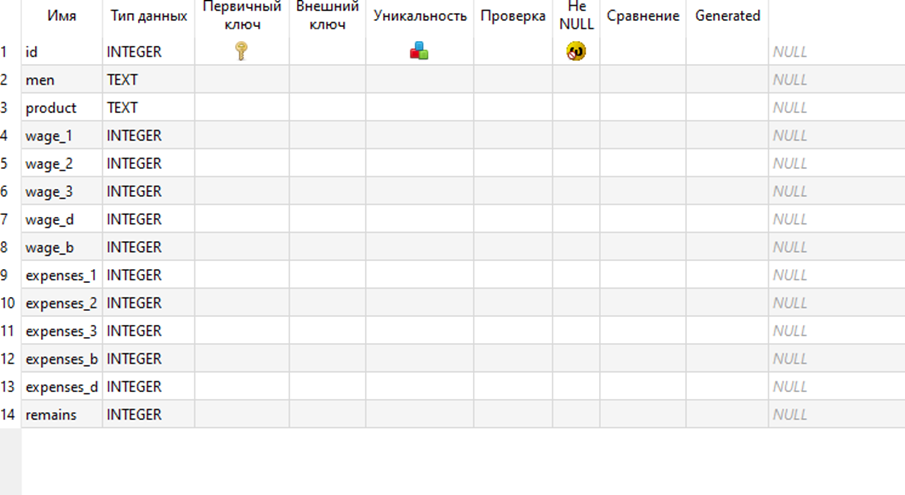 Имя Тип данных Первичный ключ Внешний ключ Уникальность Проверка Не NULL Сравнение Generated
1 id INTEGER NULL
2 men TEXT NULL
3 product TEXT NULL
4 wage_1 INTEGER NULL
5 wage_2 INTEGER NULL
6 wage_3 INTEGER NULL
7 wage_d INTEGER NULL
8 wage_b INTEGER NULL
9 expenses_1 INTEGER NULL
10 expenses_2 INTEGER NULL
11 expenses_3 INTEGER NULL
12 expenses_b INTEGER NULL
13 expenses_d INTEGER NULL
14 remains INTEGER NULL